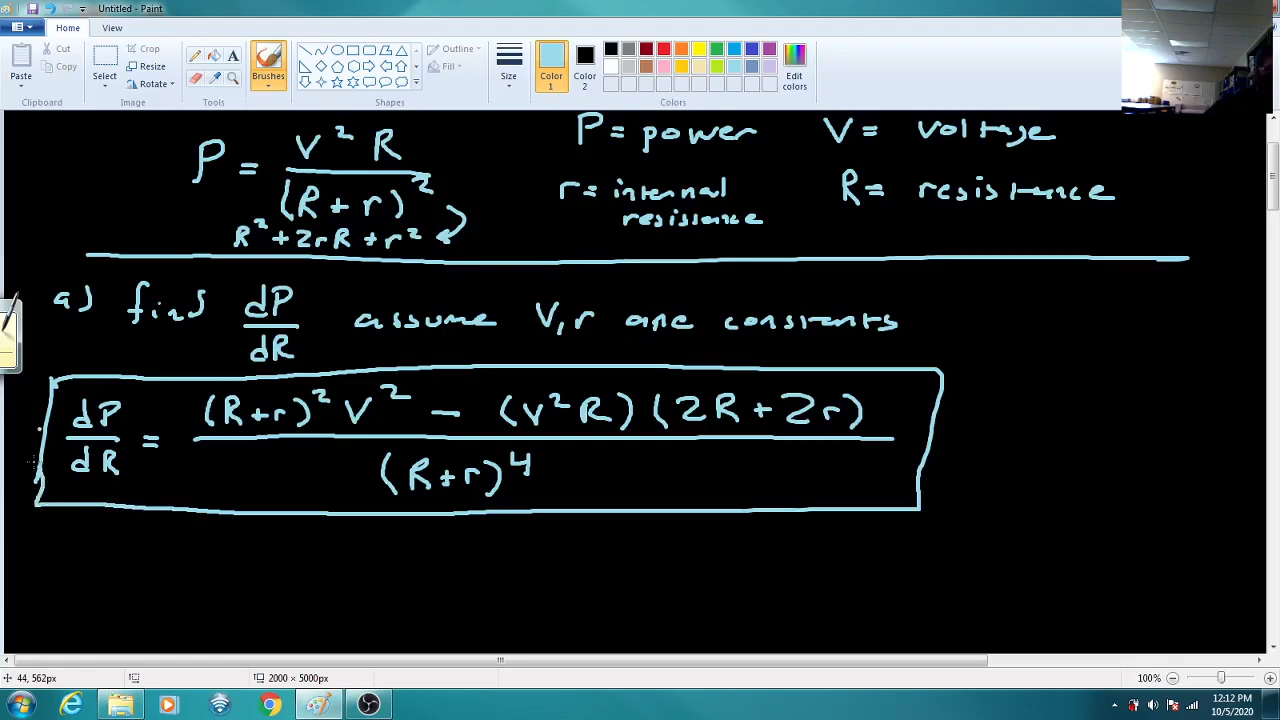 Untitled - Paint
Home View
Paste Cut Copy Select Crop Resize Rotate Brushes Outline Fill Size Color 1 Color 2 Edit colors
Clipboard Image Tools Shapes Colors
P = V² R / (R + r)²
R² + 2rR + r²
P = power V = voltage
r = internal resistence R = resistence
a) find dP/dR assume V, r are constants
dP/dR = (R+r)² V² - (V² R) (2R + 2r) / (R+r)⁴
44, 562px 2000 × 5000px 100%
12:12 PM
10/5/2020